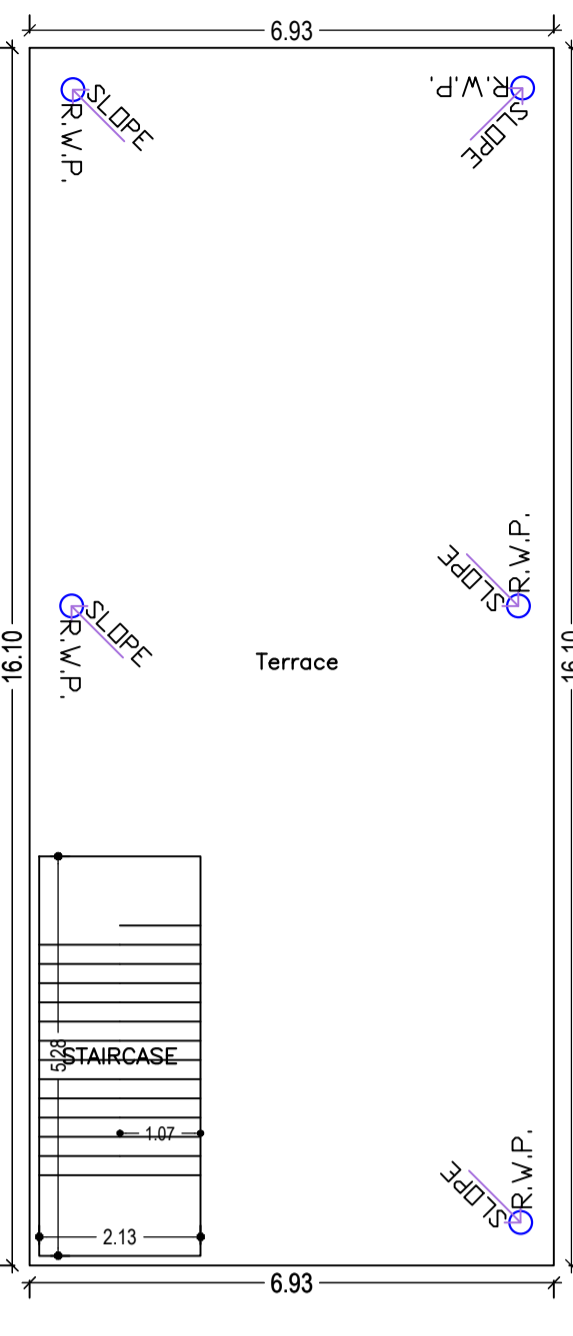 6.93
R.W.P.
SLOPE
R.W.P.
SLOPE
R.W.P.
SLOPE
SLOPE
R.W.P.
Terrace
16.10
16.10
5.28
STAIRCASE
1.07
R.W.P.
SLOPE
2.13
6.93